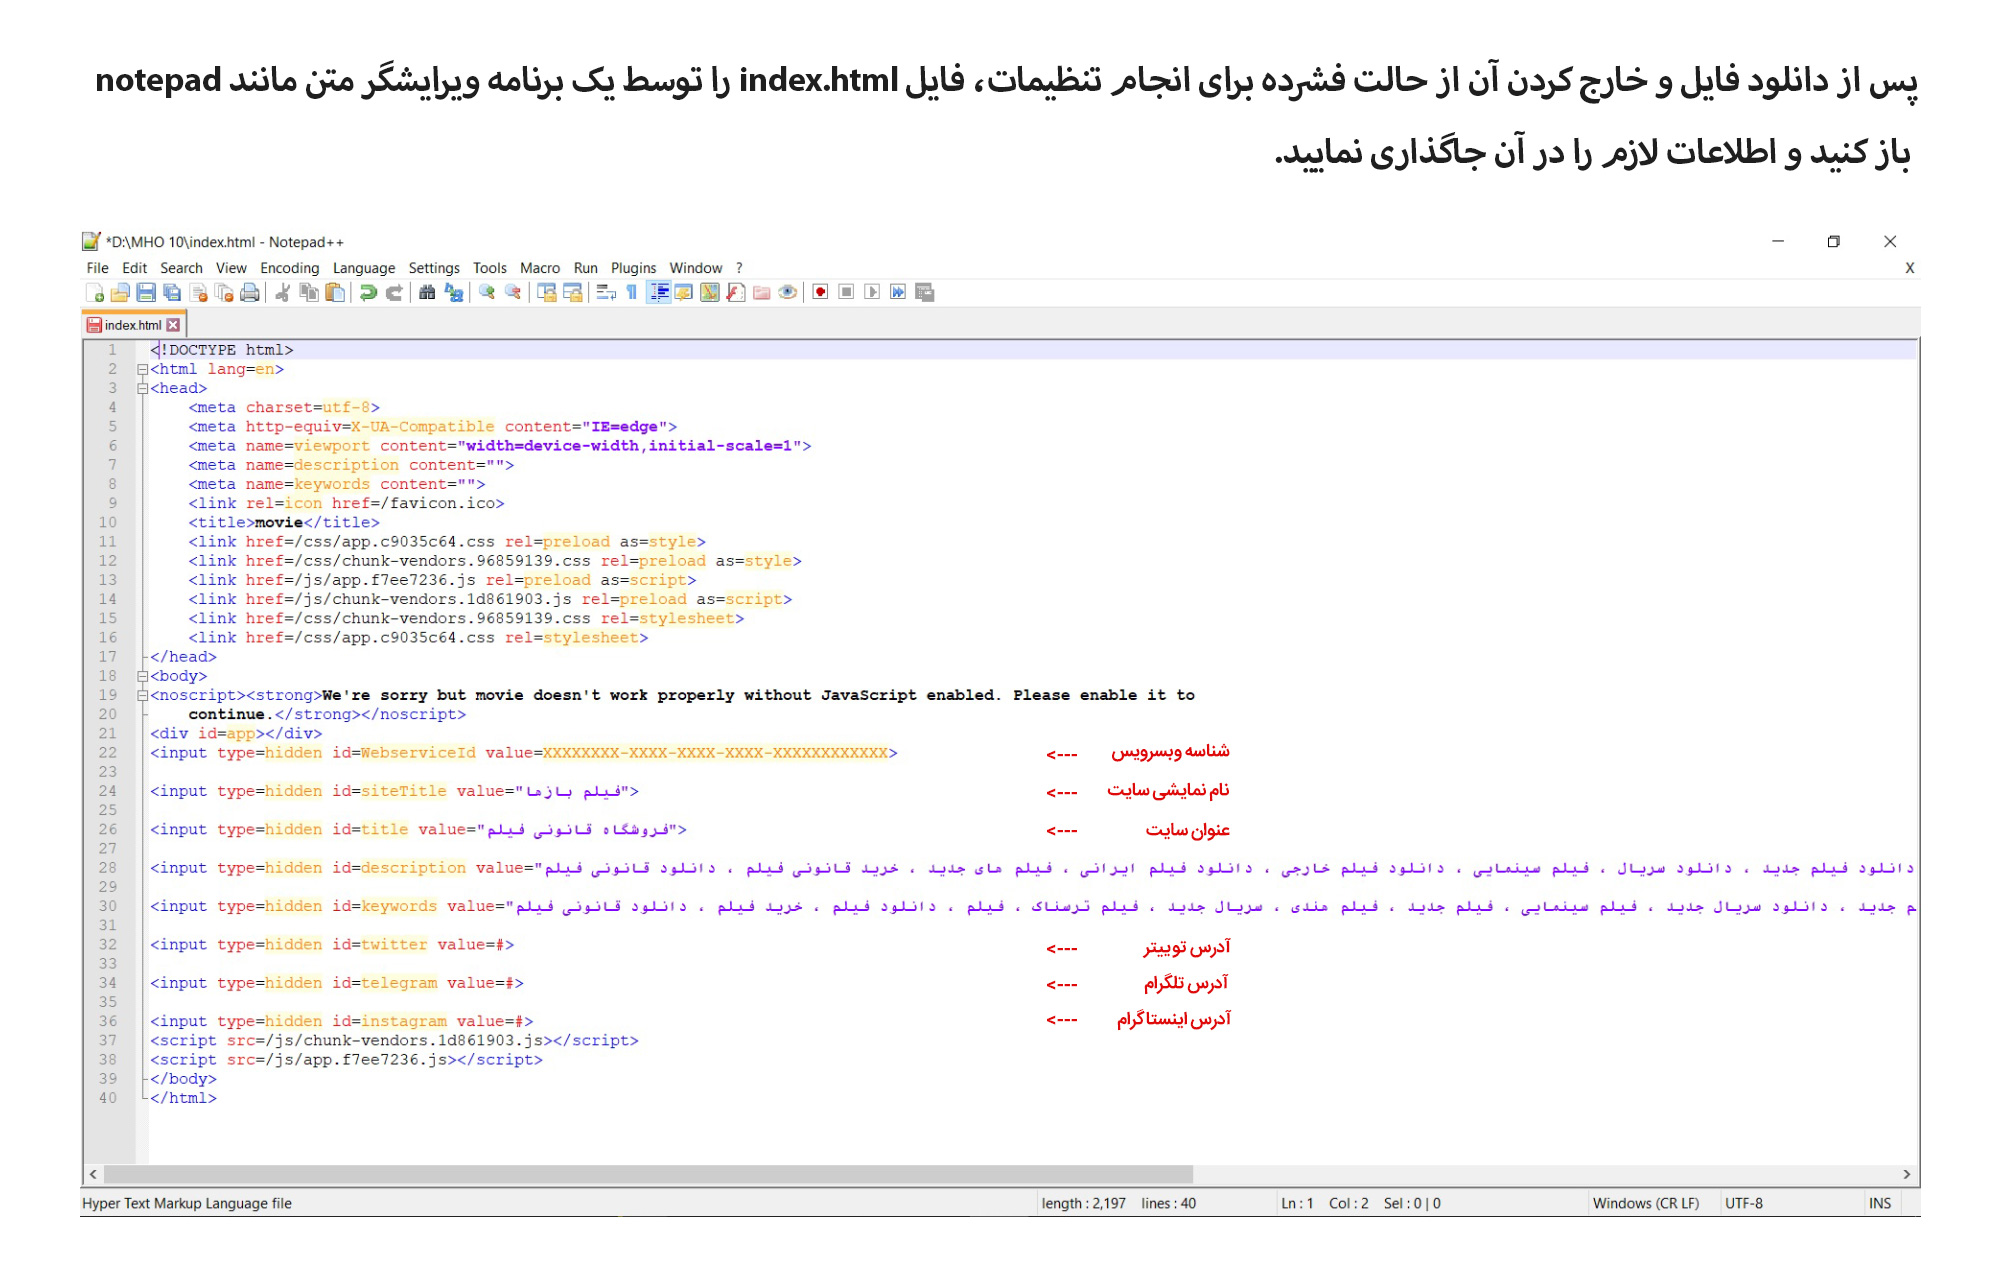 پس از دانلود فایل و خارج کردن آن از حالت فشرده برای انجام تنظیمات، فایل index.html را توسط یک برنامه ویرایشگر متن مانند notepad
باز کنید و اطلاعات لازم را در آن جاگذاری نمایید.
*D:\MHO 10\index.html - Notepad++
File Edit Search View Encoding Language Settings Tools Macro Run Plugins Window ? X
index.html
1 <!DOCTYPE html>
2 <html lang=en>
3 <head>
4 <meta charset=utf-8>
5 <meta http-equiv=X-UA-Compatible content="IE=edge">
6 <meta name=viewport content="width=device-width,initial-scale=1">
7 <meta name=description content="">
8 <meta name=keywords content="">
9 <link rel=icon href=/favicon.ico>
10 <title>movie</title>
11 <link href=/css/app.c9035c64.css rel=preload as=style>
12 <link href=/css/chunk-vendors.96859139.css rel=preload as=style>
13 <link href=/js/app.f7ee7236.js rel=preload as=script>
14 <link href=/js/chunk-vendors.1d861903.js rel=preload as=script>
15 <link href=/css/chunk-vendors.96859139.css rel=stylesheet>
16 <link href=/css/app.c9035c64.css rel=stylesheet>
17 </head>
18 <body>
19 <noscript><strong>We're sorry but movie doesn't work properly without JavaScript enabled. Please enable it to
20 continue.</strong></noscript>
21 <div id=app></div>
22 <input type=hidden id=WebserviceId value=XXXXXXXX-XXXX-XXXX-XXXX-XXXXXXXXXXXX> <--- شناسه وبسرویس
23
24 <input type=hidden id=siteTitle value="فیلم بازها"> <--- نام نمایشی سایت
25
26 <input type=hidden id=title value="فروشگاه قانونی فیلم"> <--- عنوان سایت
27
28 <input type=hidden id=description value="دانلود فیلم جدید ، دانلود سریال ، فیلم سینمایی ، دانلود فیلم خارجی ، دانلود فیلم ایرانی ، فیلم های جدید ، خرید قانونی فیلم ، دانلود قانونی فیلم
29
30 <input type=hidden id=keywords value="م جدید ، دانلود سریال جدید ، فیلم سینمایی ، فیلم جدید ، فیلم هندی ، سریال جدید ، فیلم ترسناک ، فیلم ، دانلود فیلم ، خرید فیلم ، دانلود قانونی فیلم
31
32 <input type=hidden id=twitter value=#> <--- آدرس توییتر
33
34 <input type=hidden id=telegram value=#> <--- آدرس تلگرام
35
36 <input type=hidden id=instagram value=#> <--- آدرس اینستاگرام
37 <script src=/js/chunk-vendors.1d861903.js></script>
38 <script src=/js/app.f7ee7236.js></script>
39 </body>
40 </html>
Hyper Text Markup Language file length : 2,197 lines : 40 Ln : 1 Col : 2 Sel : 0 | 0 Windows (CR LF) UTF-8 INS